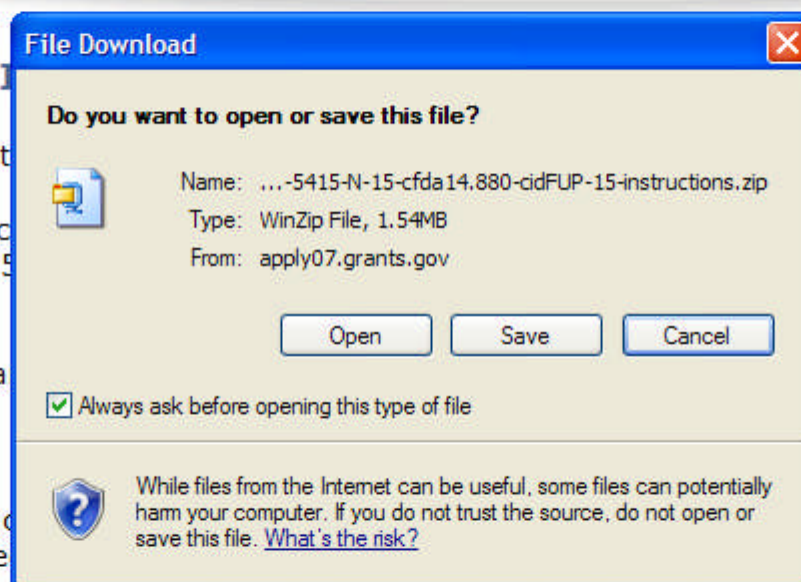 File Download
Do you want to open or save this file?
Name: ...-5415-N-15-cfda14.880-cidFUP-15-instructions.zip
Type: WinZip File, 1.54MB
From: apply07.grants.gov
Open Save Cancel
Always ask before opening this type of file
While files from the Internet can be useful, some files can potentially
harm your computer. If you do not trust the source, do not open or
save this file. What's the risk?